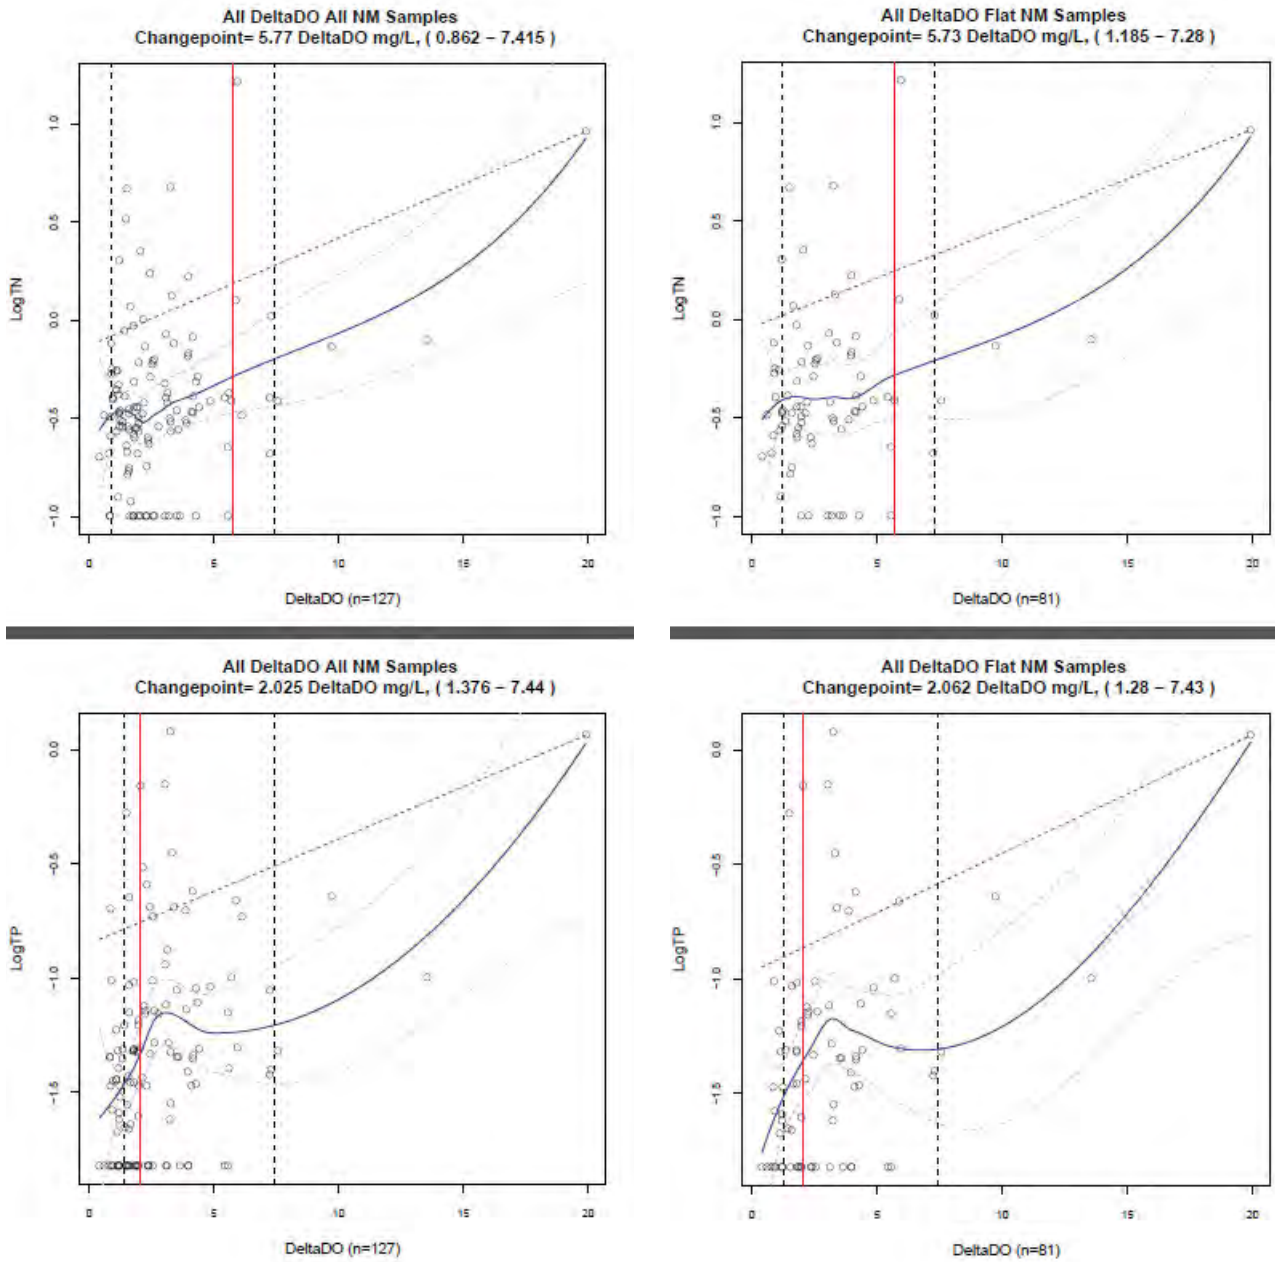 All DeltaDO All NM Samples
Changepoint= 5.77 DeltaDO mg/L, ( 0.862 − 7.415 )
1.0
0.5
0.0
−0.5
−1.0
LogTN
0 5 10 15 20
DeltaDO (n=127)
All DeltaDO Flat NM Samples
Changepoint= 5.73 DeltaDO mg/L, ( 1.185 − 7.28 )
1.0
0.5
0.0
−0.5
−1.0
LogTN
0 5 10 15 20
DeltaDO (n=81)
All DeltaDO All NM Samples
Changepoint= 2.025 DeltaDO mg/L, ( 1.376 − 7.44 )
0.0
−0.5
−1.0
−1.5
LogTP
0 5 10 15 20
DeltaDO (n=127)
All DeltaDO Flat NM Samples
Changepoint= 2.062 DeltaDO mg/L, ( 1.28 − 7.43 )
0.0
−0.5
−1.0
−1.5
LogTP
0 5 10 15 20
DeltaDO (n=81)